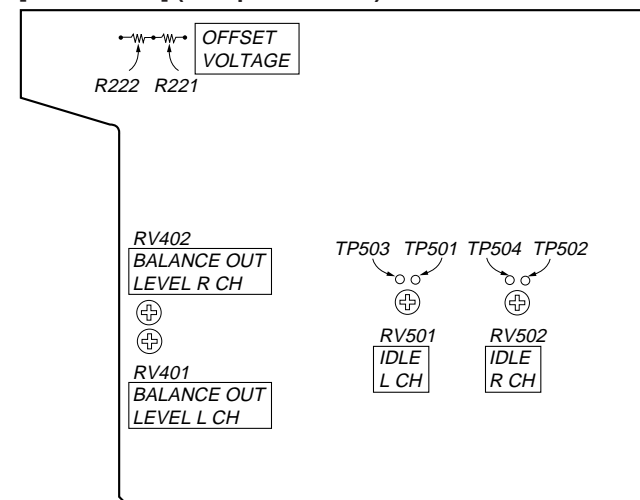 OFFSET
VOLTAGE
R222 R221
RV402
BALANCE OUT
LEVEL R CH
TP503 TP501 TP504 TP502
RV501
IDLE
L CH
RV502
IDLE
R CH
RV401
BALANCE OUT
LEVEL L CH